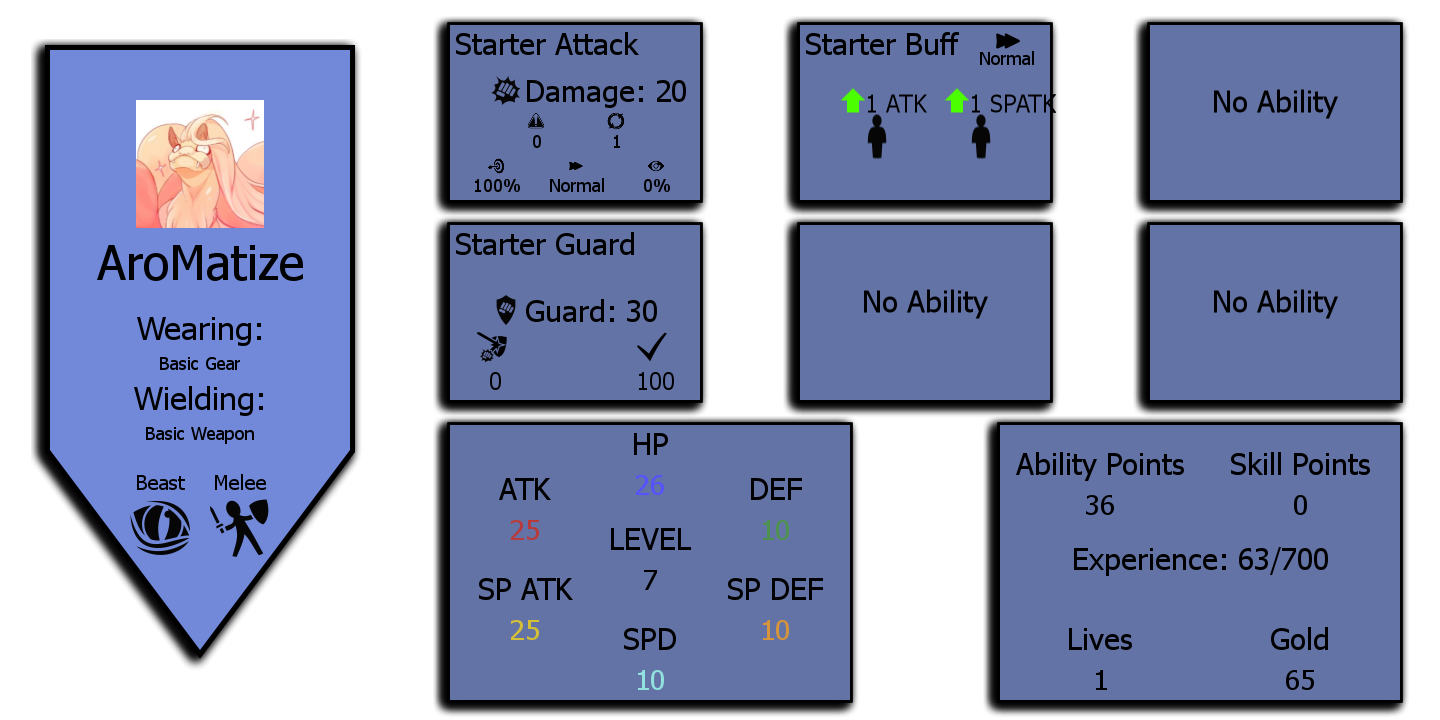 AroMatize
Wearing:
Basic Gear
Wielding:
Basic Weapon
Beast Melee
Starter Attack
Damage: 20
0 1
100% Normal 0%
Starter Buff
Normal
1 ATK 1 SPATK
No Ability
Starter Guard
Guard: 30
0 100
No Ability
No Ability
HP
26
ATK DEF
25 10
LEVEL
7
SP ATK SP DEF
25 10
SPD
10
Ability Points Skill Points
36 0
Experience: 63/700
Lives Gold
1 65